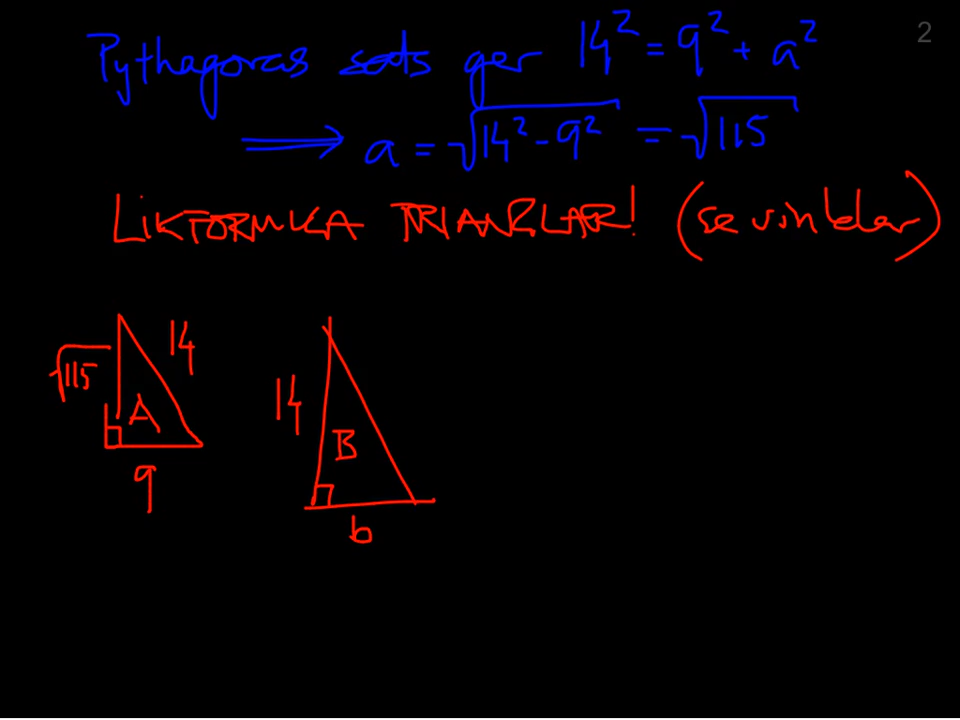 2
Pythagoras sats ger 14² = 9² + a²
⟹ a = √(14² - 9²) = √115
LIKFORMIGA TRIANGLAR! (se vinklar)
√115 14
A
9
14
B
b